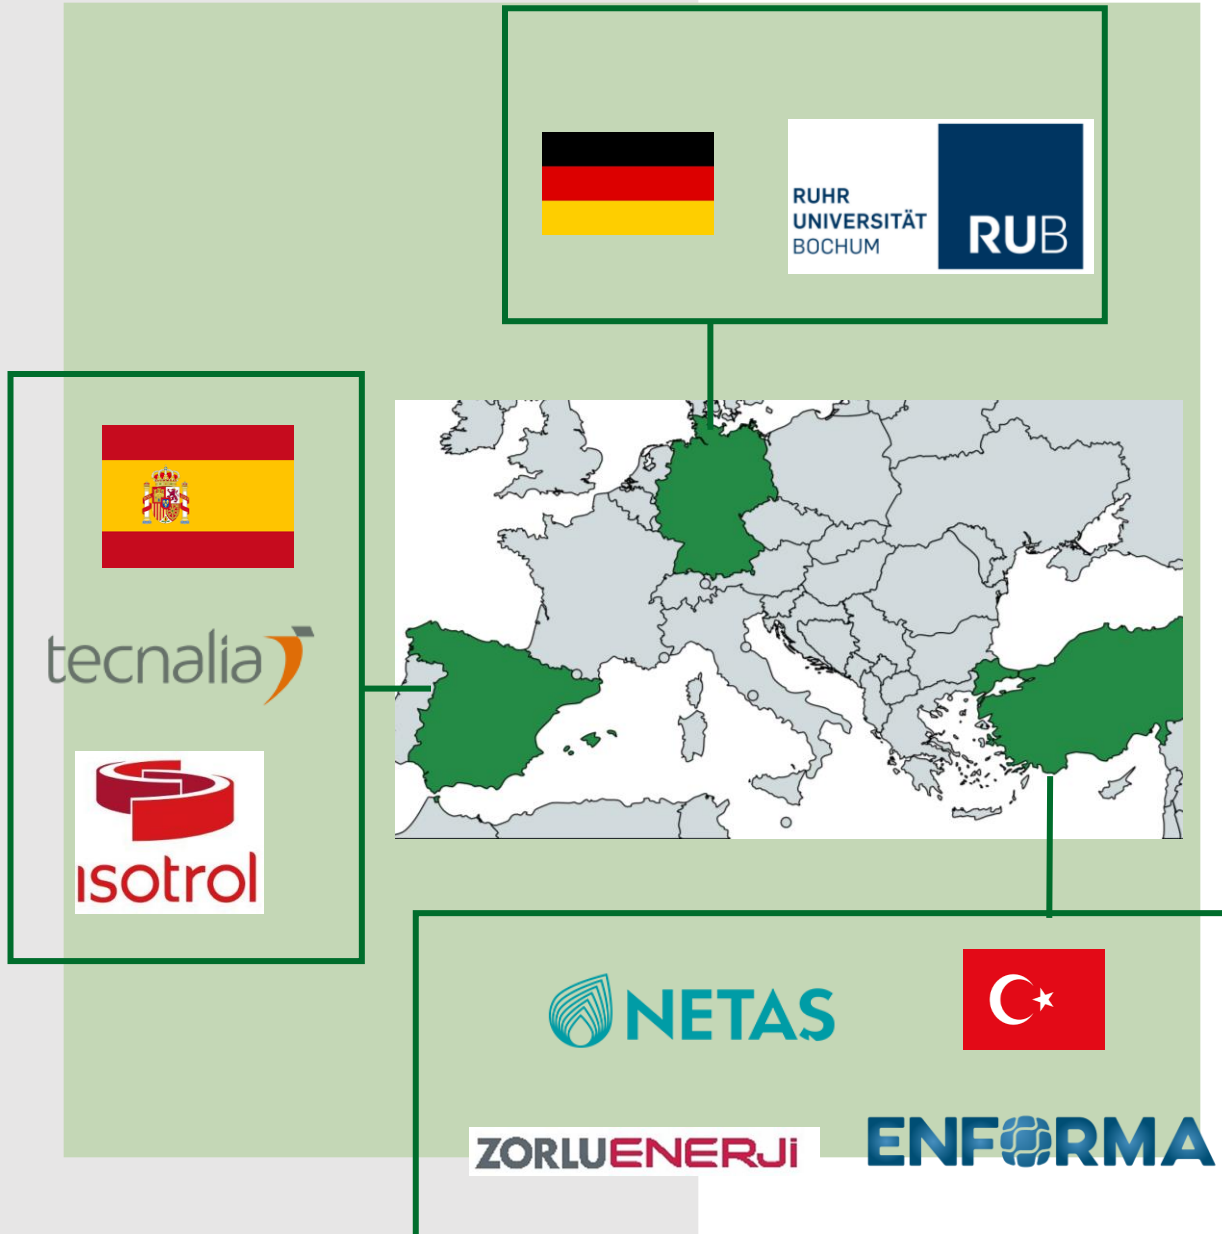 RUHR
UNIVERSITÄT
BOCHUM
RUB
tecnalia
isotrol
NETAS
ZORLUENERJi
ENFORMA